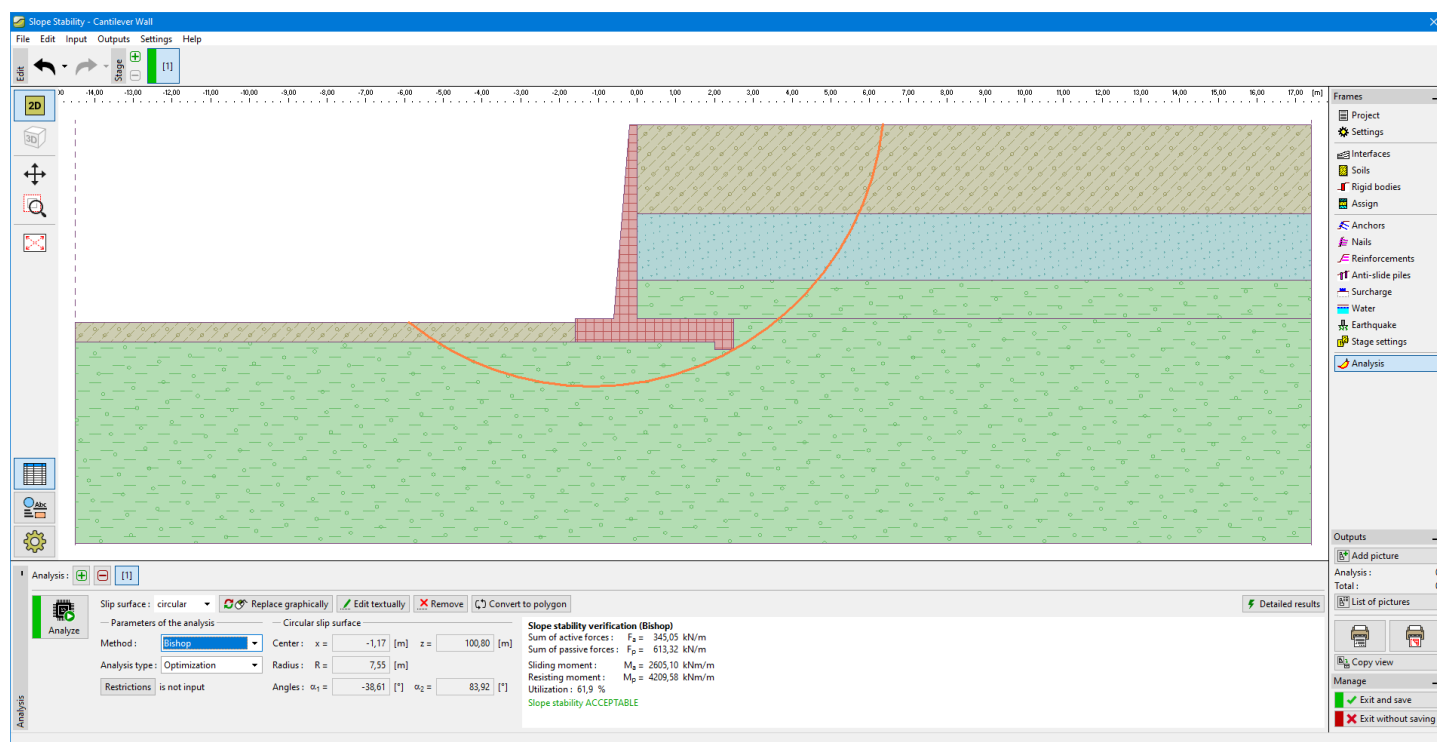 Slope Stability - Cantilever Wall
File Edit Input Outputs Settings Help
Edit
Stage
[1]
2D
3D
-14,00 -13,00 -12,00 -11,00 -10,00 -9,00 -8,00 -7,00 -6,00 -5,00 -4,00 -3,00 -2,00 -1,00 0,00 1,00 2,00 3,00 4,00 5,00 6,00 7,00 8,00 9,00 10,00 11,00 12,00 13,00 14,00 15,00 16,00 17,00 [m]
Abc
Frames
Project
Settings
Interfaces
Soils
Rigid bodies
Assign
Anchors
Nails
Reinforcements
Anti-slide piles
Surcharge
Water
Earthquake
Stage settings
Analysis
Outputs
Add picture
Analysis :
Total :
List of pictures
Copy view
Manage
Exit and save
Exit without saving
Analysis : [1]
Analyze
Slip surface : circular Replace graphically Edit textually Remove Convert to polygon Detailed results
Parameters of the analysis
Method : Bishop
Analysis type : Optimization
Restrictions is not input
Circular slip surface
Center : x = -1,17 [m] z = 100,80 [m]
Radius : R = 7,55 [m]
Angles : α1 = -38,61 [°] α2 = 83,92 [°]
Slope stability verification (Bishop)
Sum of active forces : Fa = 345,05 kN/m
Sum of passive forces : Fp = 613,32 kN/m
Sliding moment : Ma = 2605,10 kNm/m
Resisting moment : Mp = 4209,58 kNm/m
Utilization : 61,9 %
Slope stability ACCEPTABLE
Analysis